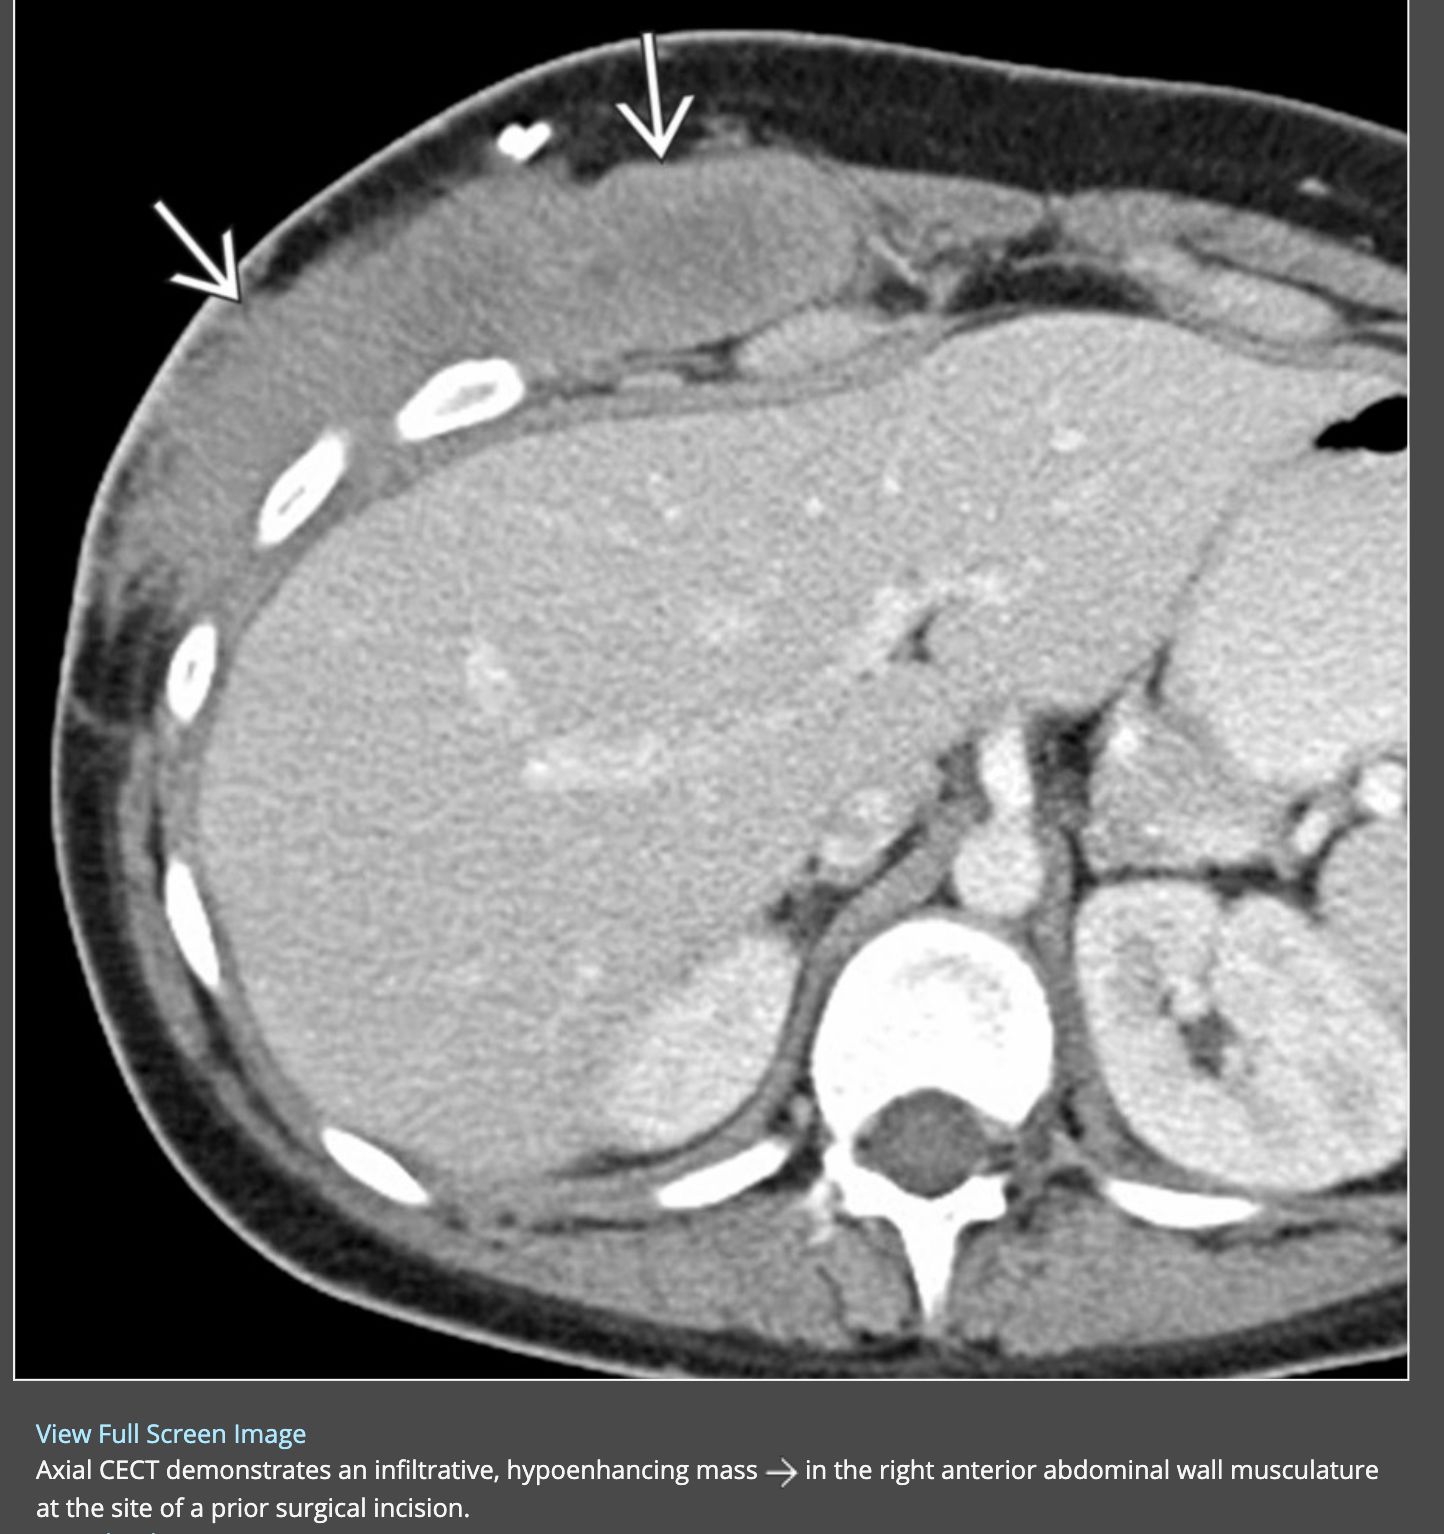 View Full Screen Image
Axial CECT demonstrates an infiltrative, hypoenhancing mass → in the right anterior abdominal wall musculature
at the site of a prior surgical incision.